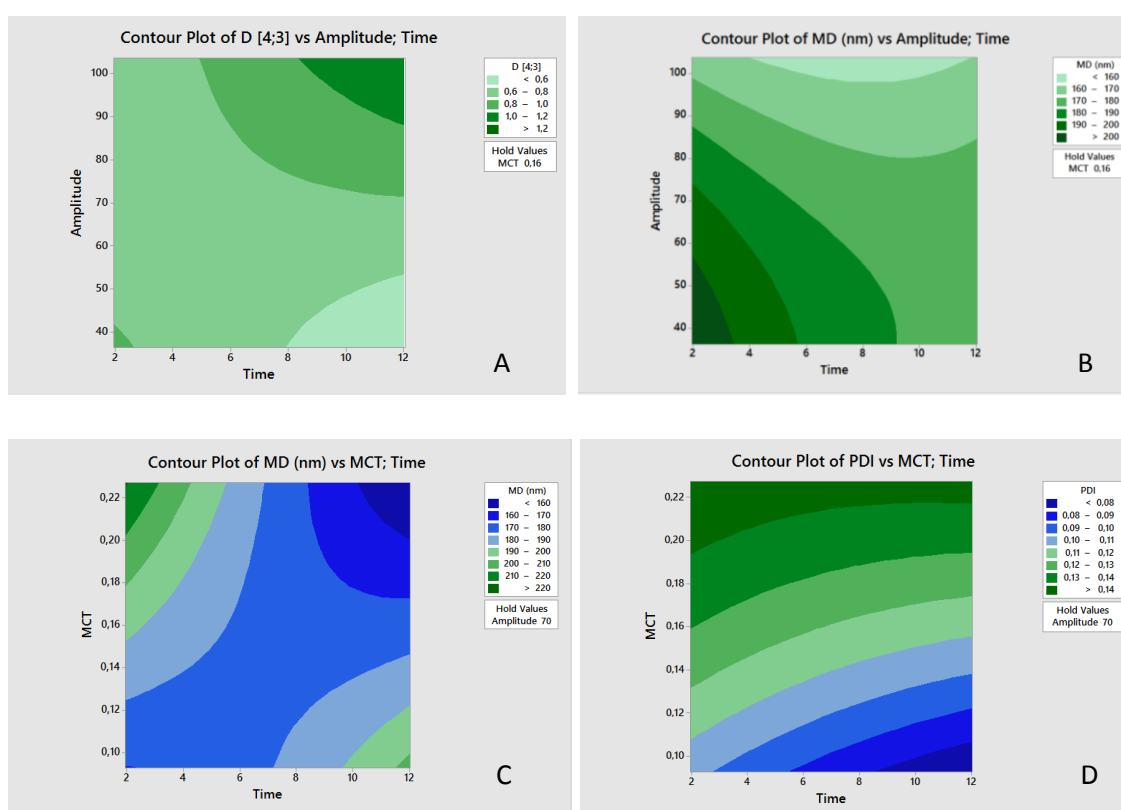 Contour Plot of D [4;3] vs Amplitude; Time
D [4;3]
< 0,6
0,6 – 0,8
0,8 – 1,0
1,0 – 1,2
> 1,2
Hold Values
MCT 0,16
100
90
80
70
60
50
40
Amplitude
2 4 6 8 10 12
Time
A
Contour Plot of MD (nm) vs Amplitude; Time
MD (nm)
< 160
160 – 170
170 – 180
180 – 190
190 – 200
> 200
Hold Values
MCT 0,16
100
90
80
70
60
50
40
Amplitude
2 4 6 8 10 12
Time
B
Contour Plot of MD (nm) vs MCT; Time
MD (nm)
< 160
160 – 170
170 – 180
180 – 190
190 – 200
200 – 210
210 – 220
> 220
Hold Values
Amplitude 70
0,22
0,20
0,18
0,16
0,14
0,12
0,10
MCT
2 4 6 8 10 12
Time
C
Contour Plot of PDI vs MCT; Time
PDI
< 0,08
0,08 – 0,09
0,09 – 0,10
0,10 – 0,11
0,11 – 0,12
0,12 – 0,13
0,13 – 0,14
> 0,14
Hold Values
Amplitude 70
0,22
0,20
0,18
0,16
0,14
0,12
0,10
MCT
2 4 6 8 10 12
Time
D